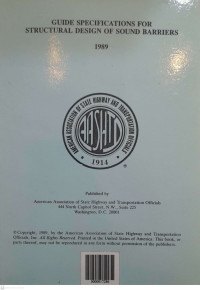 GUIDE SPECIFICATIONS FOR
STRUCTURAL DESIGN OF SOUND BARRIERS
1989
AMERICAN ASSOCIATION OF STATE HIGHWAY AND TRANSPORTATION OFFICIALS
AASHTO
1914
®
Published by
American Association of State Highway and Transportation Officials
444 North Capitol Street, N.W., Suite 225
Washington, D.C. 20001
©Copyright, 1989, by the American Association of State Highway and Transportation
Officials, Inc. All Rights Reserved. Printed in the United States of America. This book, or
parts thereof, may not be reproduced in any form without permission of the publishers.